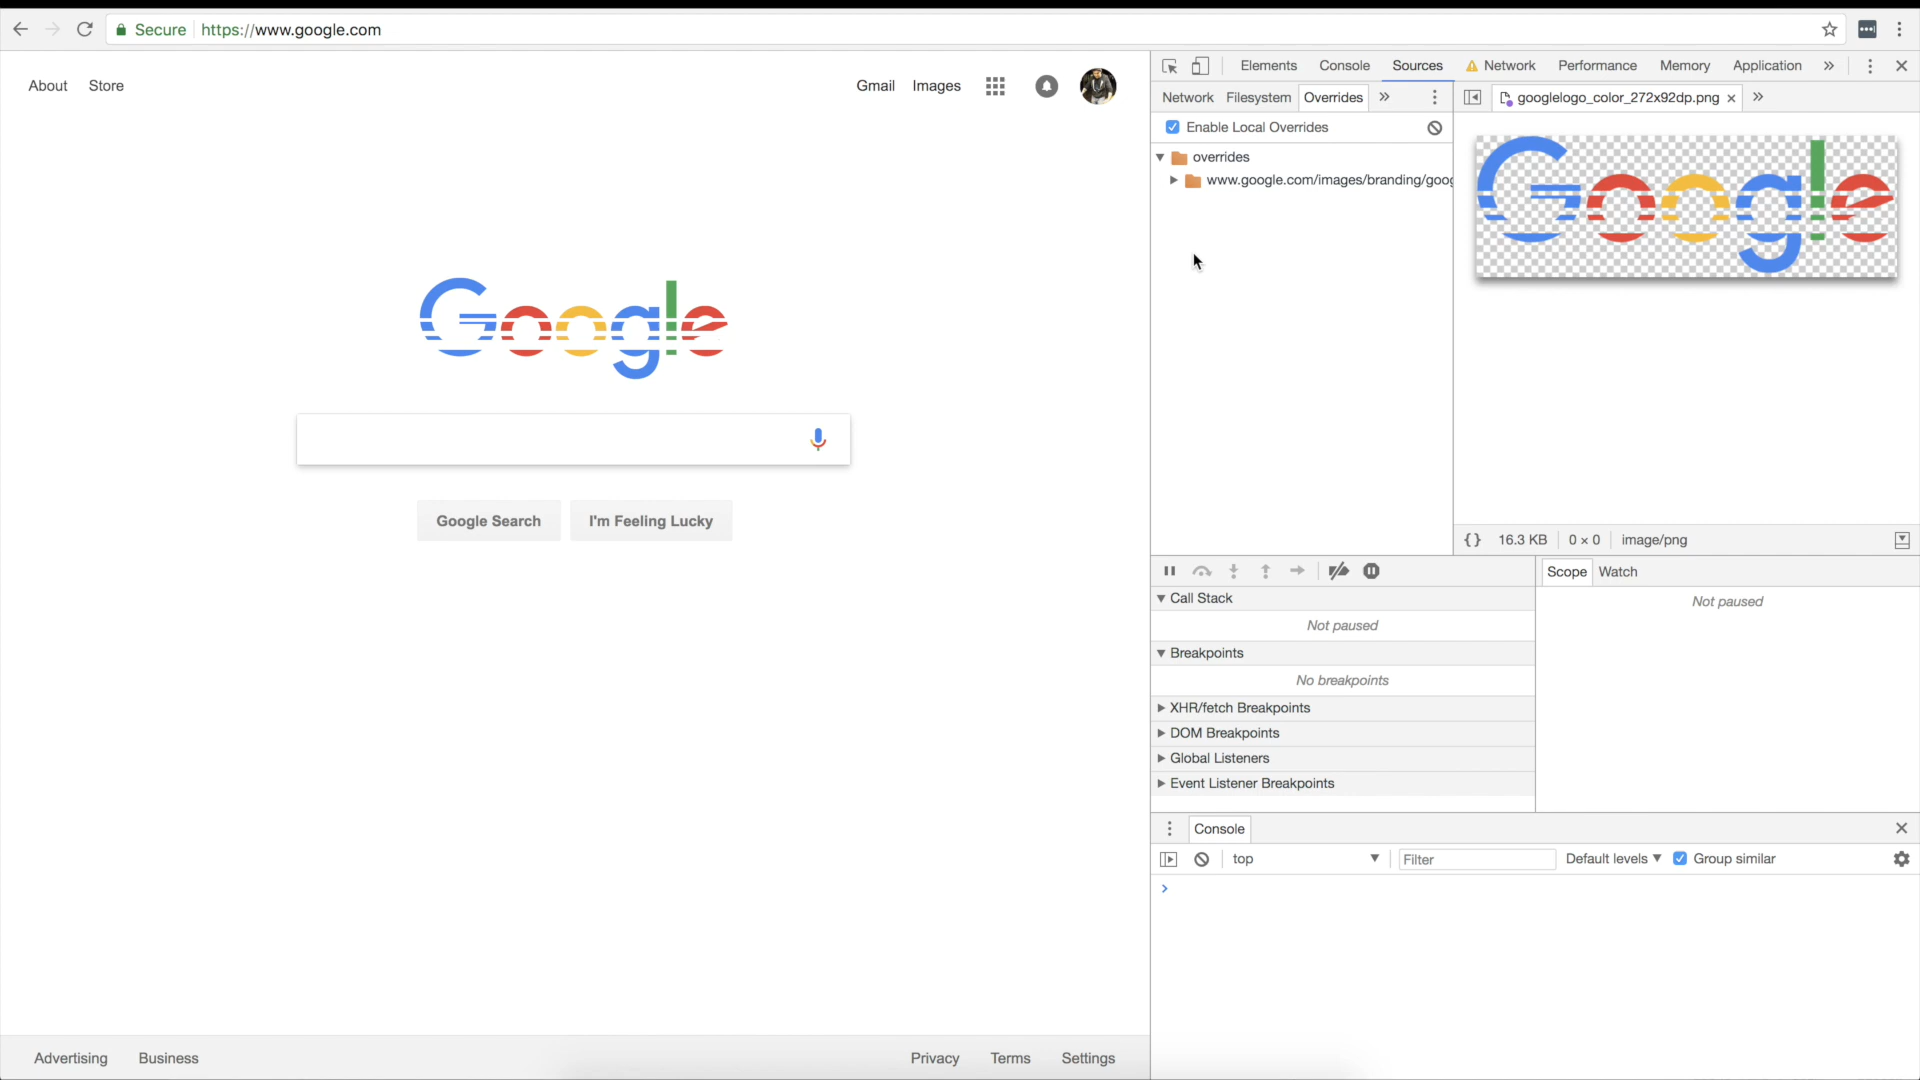 Secure https://www.google.com
About Store
Gmail Images
Google
Google Search I'm Feeling Lucky
Advertising Business
Privacy Terms Settings
Elements Console Sources Network Performance Memory Application »
Network Filesystem Overrides »
googlelogo_color_272x92dp.png × »
Enable Local Overrides
overrides
www.google.com/images/branding/goog
Google
{} 16.3 KB 0 × 0 image/png
Scope Watch
Not paused
Call Stack
Not paused
Breakpoints
No breakpoints
XHR/fetch Breakpoints
DOM Breakpoints
Global Listeners
Event Listener Breakpoints
Console
top Filter Default levels Group similar